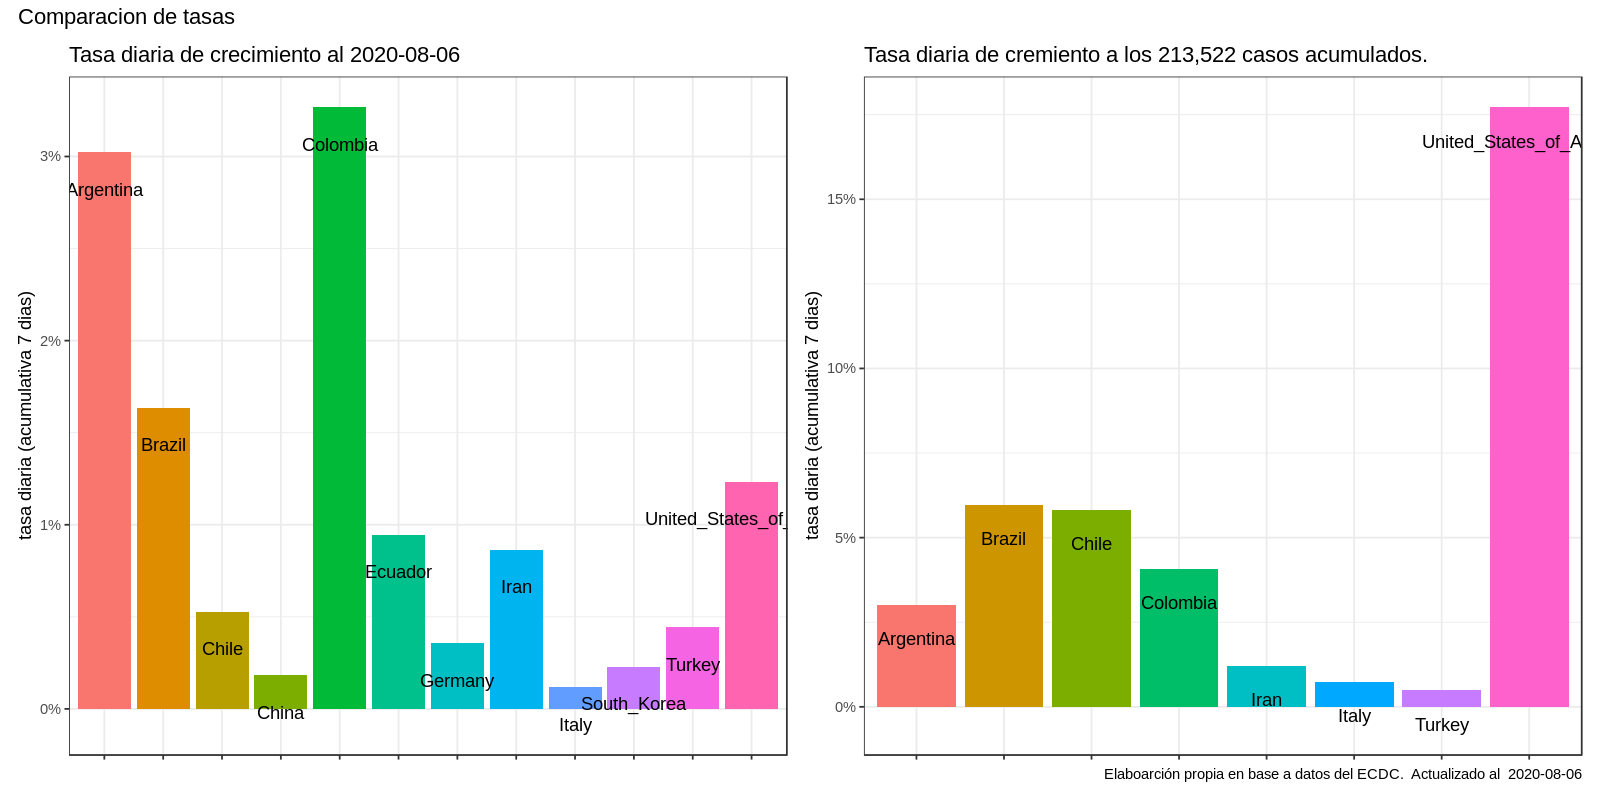 Comparacion de tasas
Tasa diaria de crecimiento al 2020-08-06
tasa diaria (acumulativa 7 dias)
3%
2%
1%
0%
Argentina
Brazil
Chile
China
Colombia
Ecuador
Germany
Iran
Italy
South_Korea
Turkey
United_States_of_
Tasa diaria de cremiento a los 213,522 casos acumulados.
tasa diaria (acumulativa 7 dias)
15%
10%
5%
0%
Argentina
Brazil
Chile
Colombia
Iran
Italy
Turkey
United_States_of_A
Elaboarción propia en base a datos del ECDC.  Actualizado al  2020-08-06